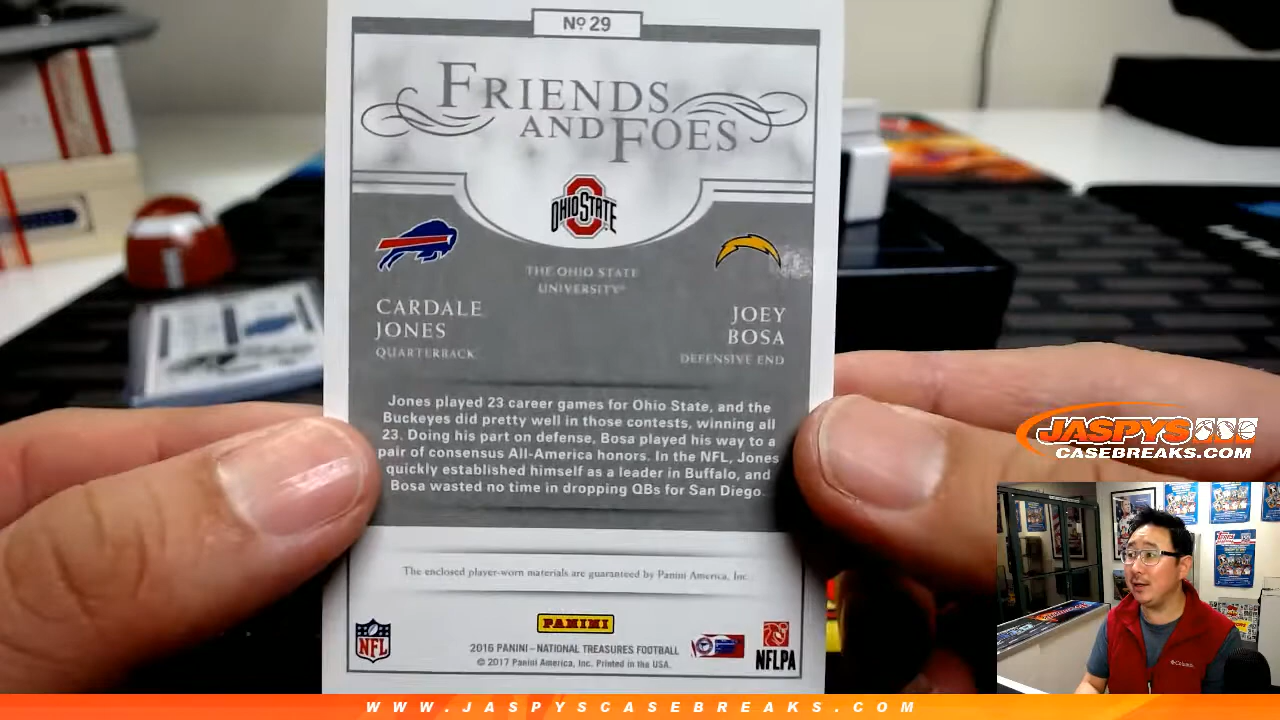 Nº 29
FRIENDS
AND FOES
OHIO STATE
THE OHIO STATE
UNIVERSITY®
CARDALE
JONES
QUARTERBACK
JOEY
BOSA
DEFENSIVE END
Jones played 23 career games for Ohio State, and the
Buckeyes did pretty well in those contests, winning all
23. Doing his part on defense, Bosa played his way to a
pair of consensus All-America honors. In the NFL, Jones
quickly established himself as a leader in Buffalo, and
Bosa wasted no time in dropping QBs for San Diego.
The enclosed player-worn materials are guaranteed by Panini America, Inc.
PANINI
NFL
2016 PANINI – NATIONAL TREASURES FOOTBALL
© 2017 Panini America, Inc. Printed in the USA.
NFLPA
JASPYS
CASEBREAKS.COM
Columbia
WWW.JASPYSCASEBREAKS.COM